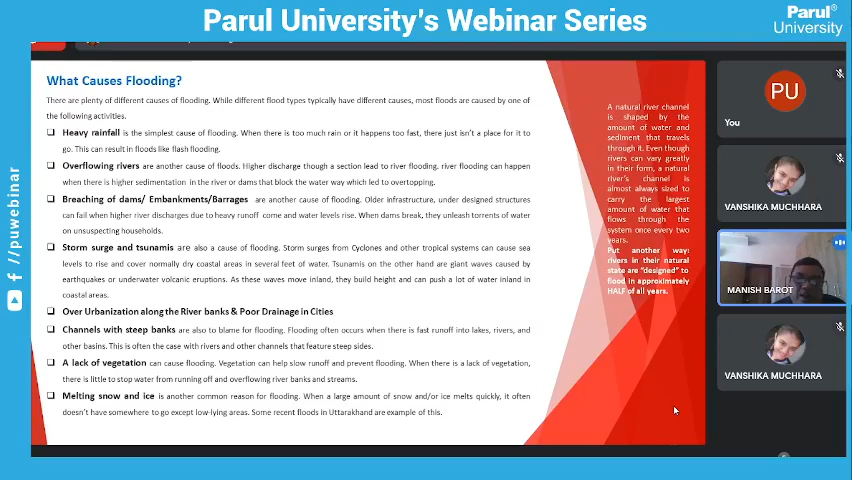 Parul University's Webinar Series
Parul®
University
/puwebinar
What Causes Flooding?
There are plenty of different causes of flooding. While different flood types typically have different causes, most floods are caused by one of
the following activities.
Heavy rainfall is the simplest cause of flooding. When there is too much rain or it happens too fast, there just isn't a place for it to
go. This can result in floods like flash flooding.
Overflowing rivers are another cause of floods. Higher discharge though a section lead to river flooding. river flooding can happen
when there is higher sedimentation in the river or dams that block the water way which led to overtopping.
Breaching of dams/ Embankments/Barrages are another cause of flooding. Older infrastructure, under designed structures
can fail when higher river discharges due to heavy runoff come and water levels rise. When dams break, they unleash torrents of water
on unsuspecting households.
Storm surge and tsunamis are also a cause of flooding. Storm surges from Cyclones and other tropical systems can cause sea
levels to rise and cover normally dry coastal areas in several feet of water. Tsunamis on the other hand are giant waves caused by
earthquakes or underwater volcanic eruptions. As these waves move inland, they build height and can push a lot of water inland in
coastal areas.
Over Urbanization along the River banks & Poor Drainage in Cities
Channels with steep banks are also to blame for flooding. Flooding often occurs when there is fast runoff into lakes, rivers, and
other basins. This is often the case with rivers and other channels that feature steep sides.
A lack of vegetation can cause flooding. Vegetation can help slow runoff and prevent flooding. When there is a lack of vegetation,
there is little to stop water from running off and overflowing river banks and streams.
Melting snow and ice is another common reason for flooding. When a large amount of snow and/or ice melts quickly, it often
doesn't have somewhere to go except low-lying areas. Some recent floods in Uttarakhand are example of this.
A natural river channel
is shaped by the
amount of water and
sediment that travels
through it. Even though
rivers can vary greatly
in their form, a natural
river's channel is
almost always sized to
carry the largest
amount of water that
flows through the
system once every two
years.
Put another way:
rivers in their natural
state are "designed" to
flood in approximately
HALF of all years.
PU
You
VANSHIKA MUCHHARA
MANISH BAROT
VANSHIKA MUCHHARA